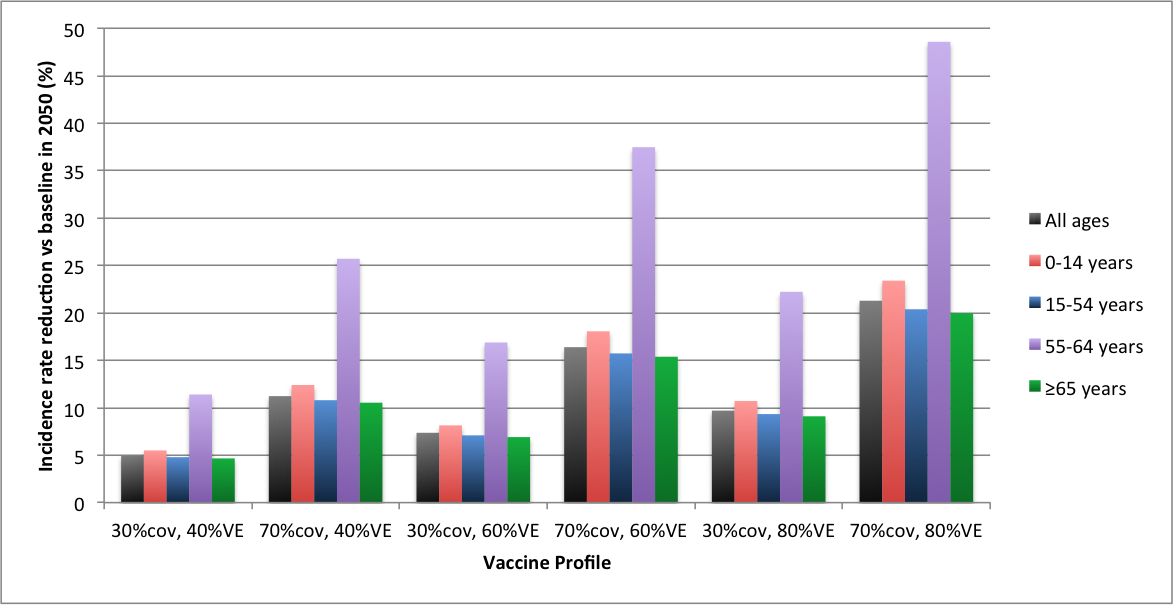 Incidence rate reduction vs baseline in 2050 (%)
50
45
40
35
30
25
20
15
10
5
0
30%cov, 40%VE
70%cov, 40%VE
30%cov, 60%VE
70%cov, 60%VE
30%cov, 80%VE
70%cov, 80%VE
Vaccine Profile
All ages
0-14 years
15-54 years
55-64 years
≥65 years